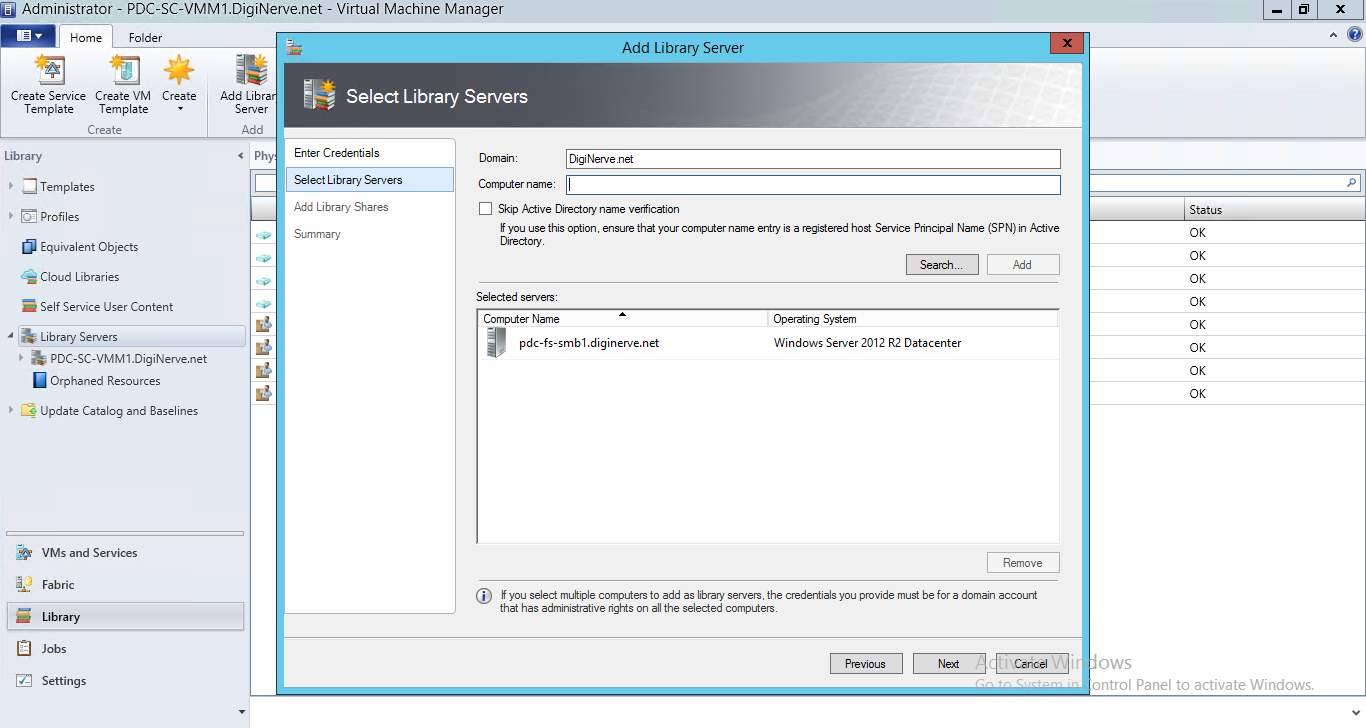 Administrator - PDC-SC-VMM1.DigiNerve.net - Virtual Machine Manager
Home
Folder
Create Service
Template
Create VM
Template
Create
Add Librar
Server
Create
Add
Library
Phys
Templates
Profiles
Equivalent Objects
Cloud Libraries
Self Service User Content
Library Servers
PDC-SC-VMM1.DigiNerve.net
Orphaned Resources
Update Catalog and Baselines
VMs and Services
Fabric
Library
Jobs
Settings
Add Library Server
x
Select Library Servers
Enter Credentials
Select Library Servers
Add Library Shares
Summary
Domain:
DigiNerve.net
Computer name:
Skip Active Directory name verification
If you use this option, ensure that your computer name entry is a registered host Service Principal Name (SPN) in Active
Directory.
Search...
Add
Selected servers:
Computer Name
Operating System
pdc-fs-smb1.diginerve.net
Windows Server 2012 R2 Datacenter
Remove
If you select multiple computers to add as library servers, the credentials you provide must be for a domain account
that has administrative rights on all the selected computers.
Previous
Next
Cancel
Status
OK
OK
OK
OK
OK
OK
OK
OK
Activate Windows
Go to System in Control Panel to activate Windows.